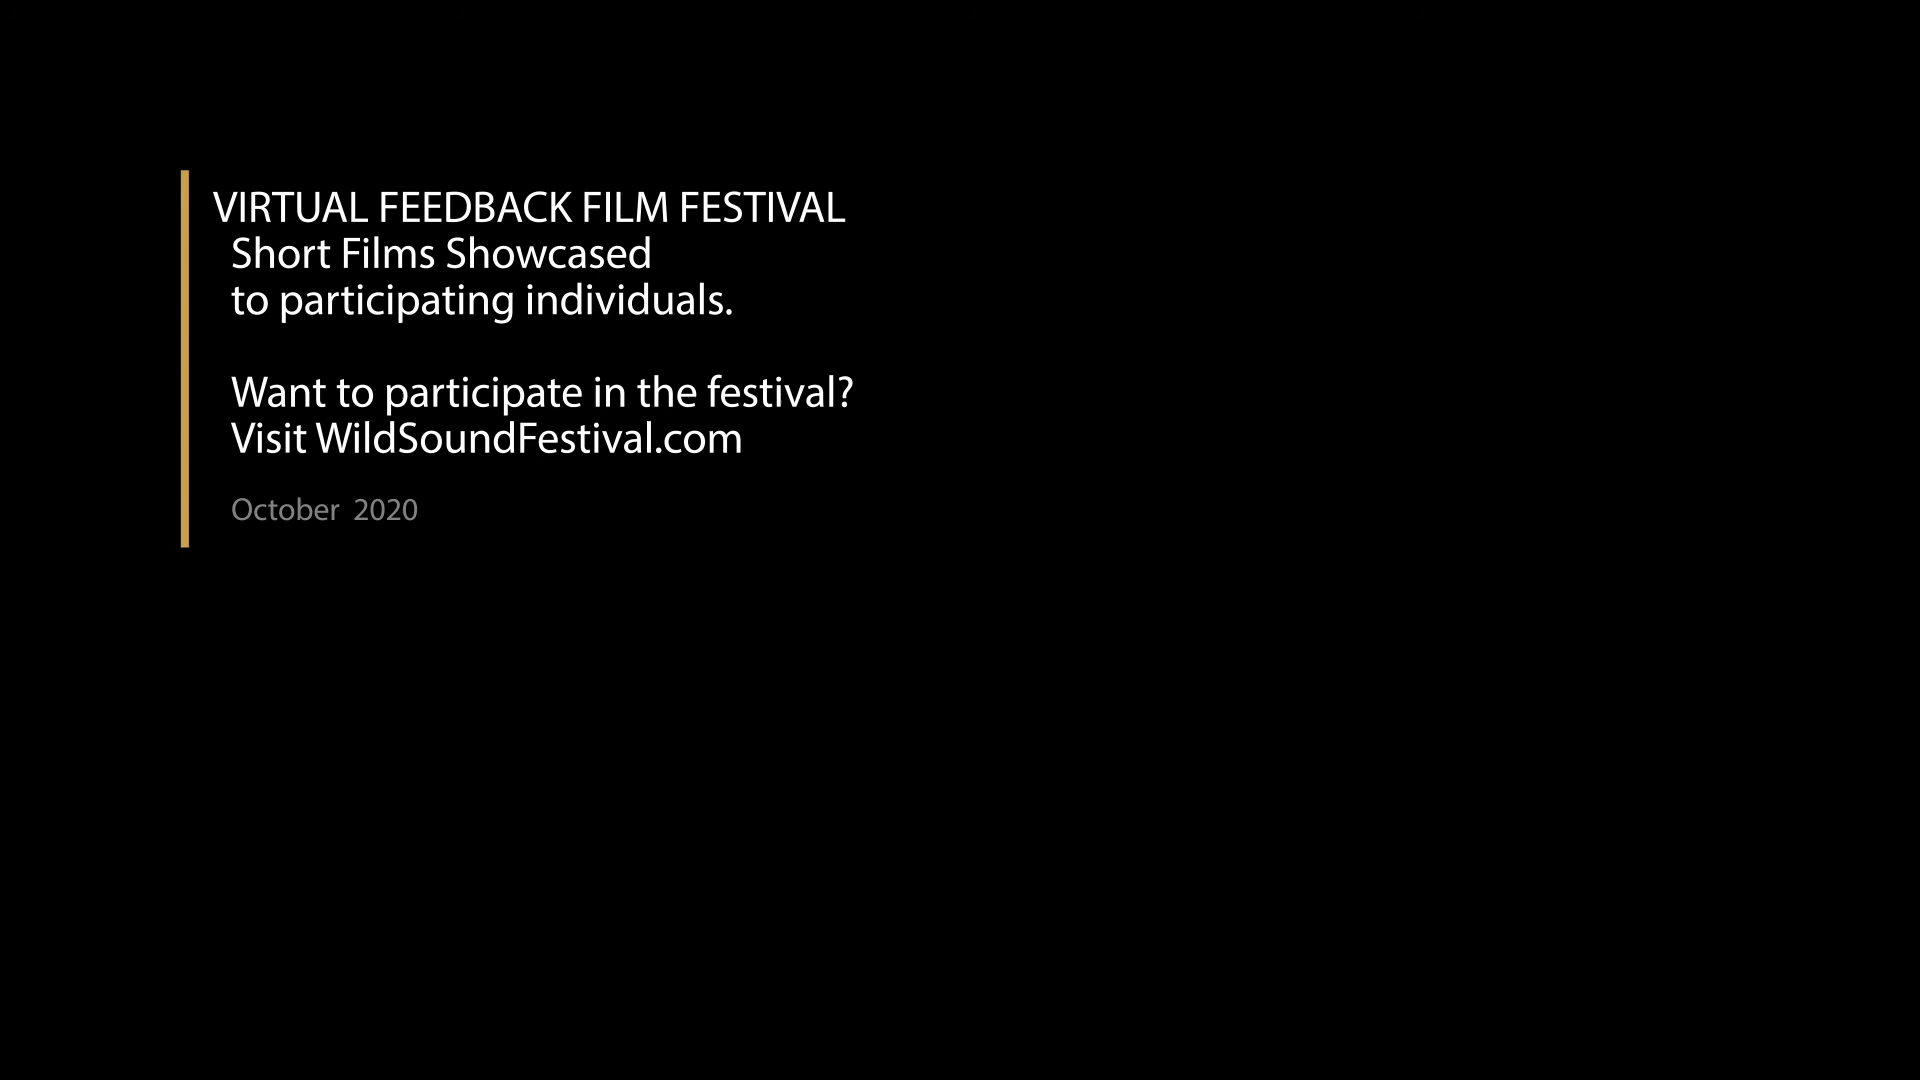 VIRTUAL FEEDBACK FILM FESTIVAL
Short Films Showcased
to participating individuals.
Want to participate in the festival?
Visit WildSoundFestival.com
October 2020